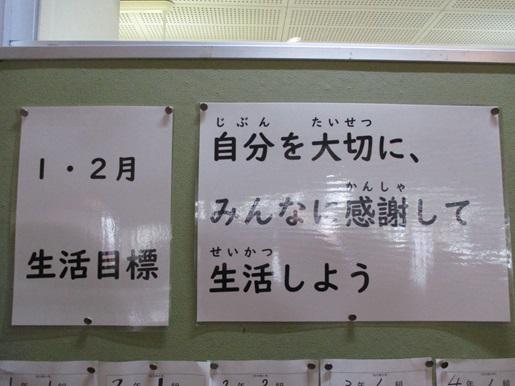 1・2月
生活目標
じぶん たいせつ
自分を大切に、
かんしゃ
みんなに感謝して
せいかつ
生活しよう